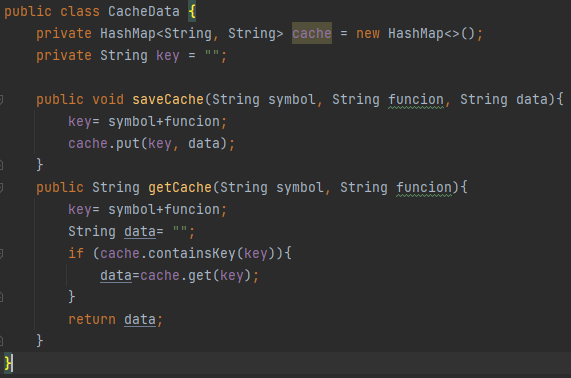 public class CacheData {
    private HashMap<String, String> cache = new HashMap<>();
    private String key = "";

    public void saveCache(String symbol, String funcion, String data){
        key= symbol+funcion;
        cache.put(key, data);
    }
    public String getCache(String symbol, String funcion){
        key= symbol+funcion;
        String data= "";
        if (cache.containsKey(key)){
            data=cache.get(key);
        }
        return data;
    }
}